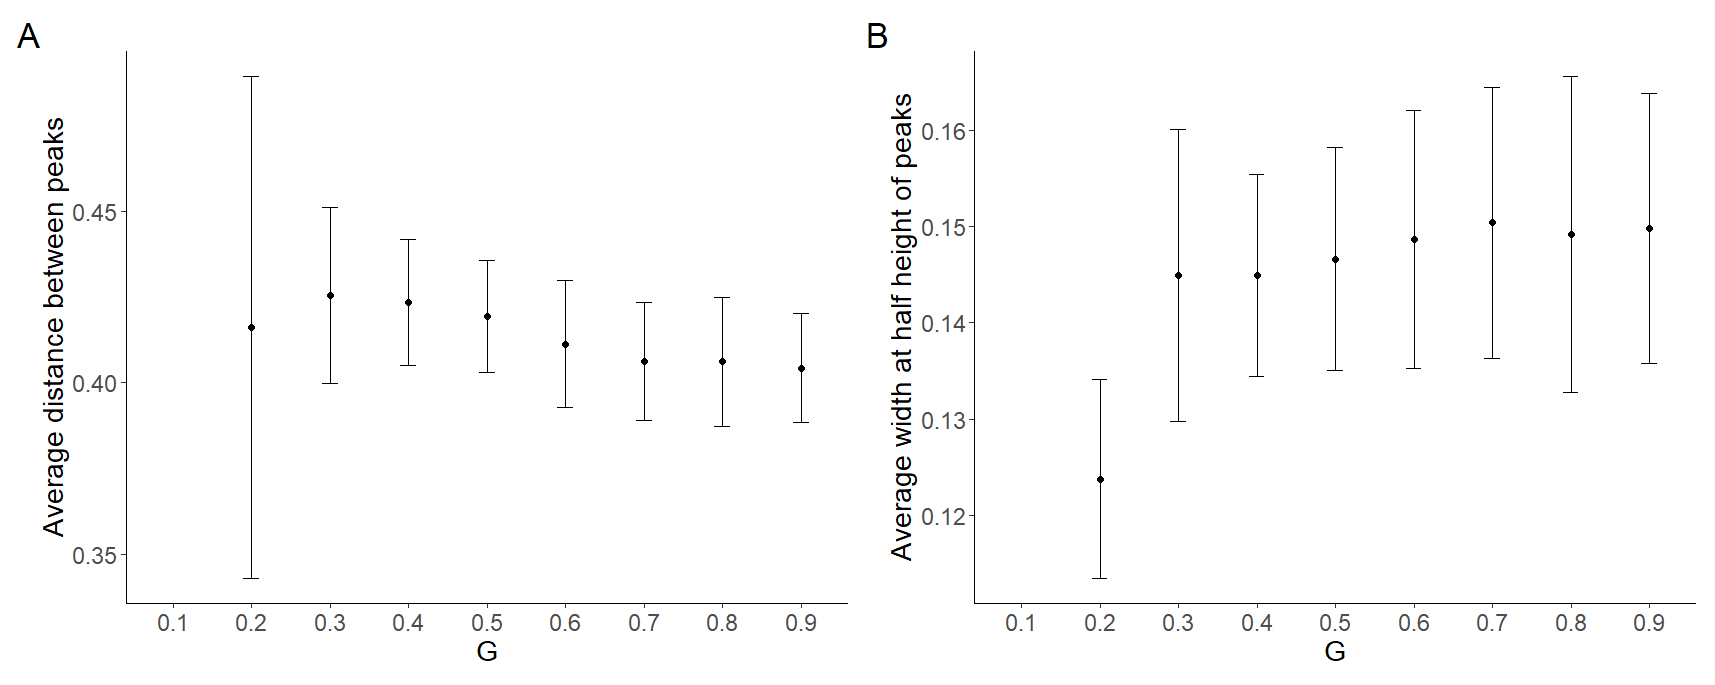 A
Average distance between peaks
0.45
0.40
0.35
0.1 0.2 0.3 0.4 0.5 0.6 0.7 0.8 0.9
G
B
Average width at half height of peaks
0.16
0.15
0.14
0.13
0.12
0.1 0.2 0.3 0.4 0.5 0.6 0.7 0.8 0.9
G